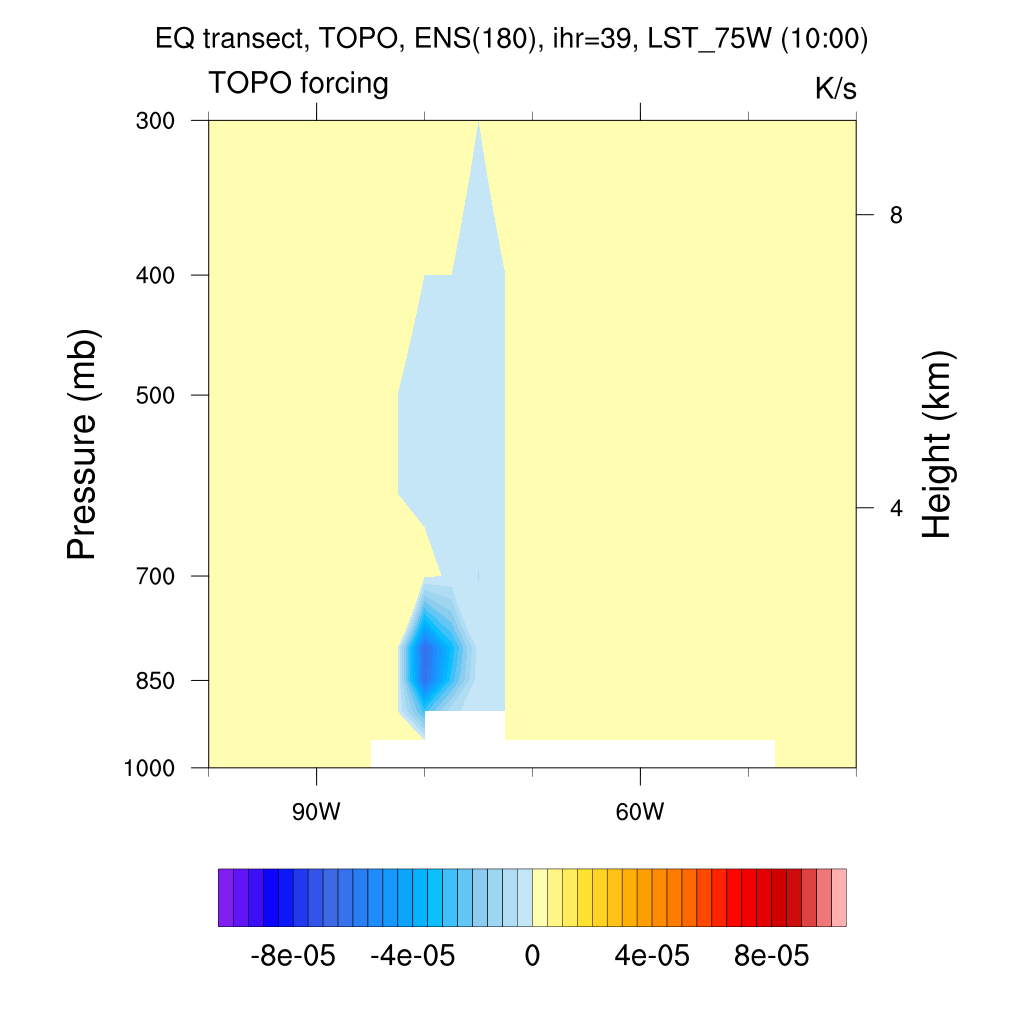 EQ transect, TOPO, ENS(180), ihr=39, LST_75W (10:00)
TOPO forcing
K/s
300
400
500
700
850
1000
Pressure (mb)
8
4
Height (km)
90W
60W
-8e-05
-4e-05
0
4e-05
8e-05